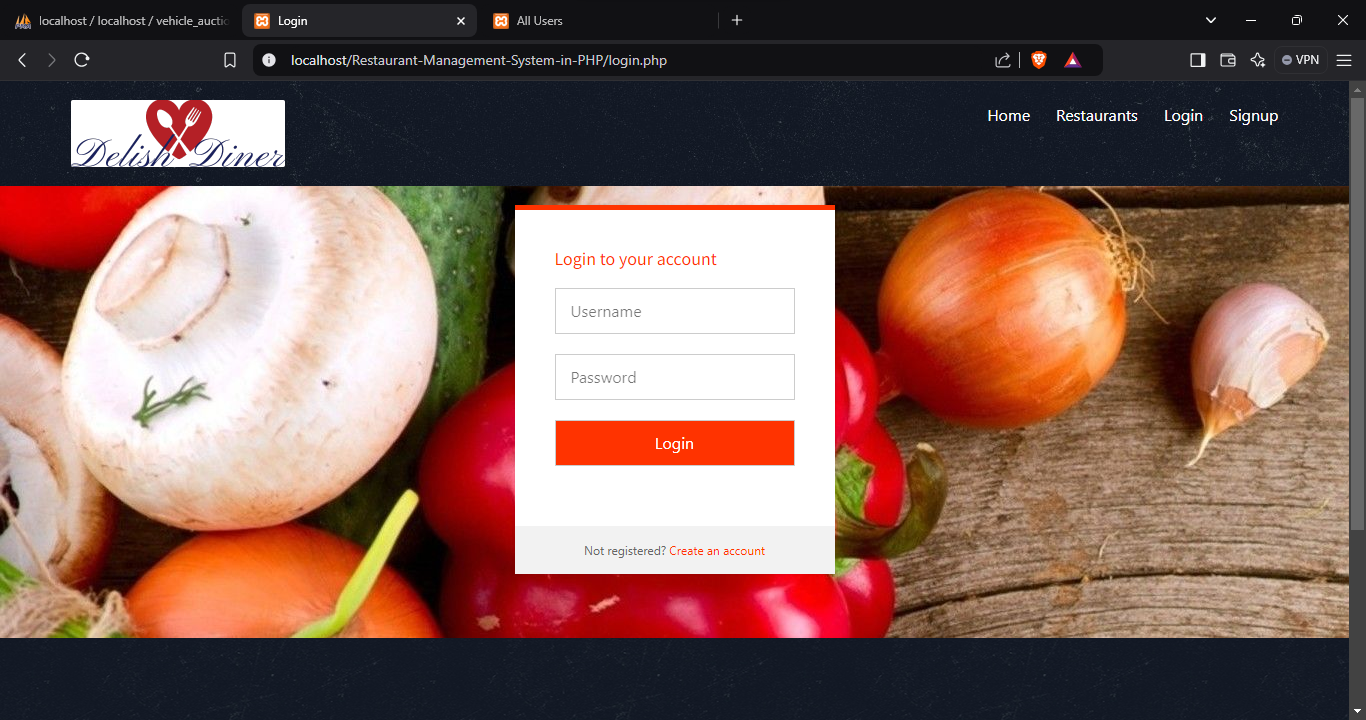 localhost / localhost / vehicle_auctio
Login
All Users
localhost/Restaurant-Management-System-in-PHP/login.php
VPN
Delish Diner
Home Restaurants Login Signup
Login to your account
Username
Password
Login
Not registered? Create an account